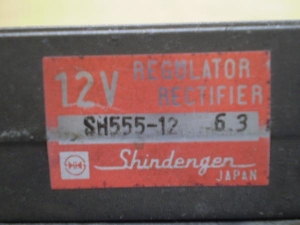 12V REGULATOR
RECTIFIER
SH555-12 6.3
Shindengen
JAPAN